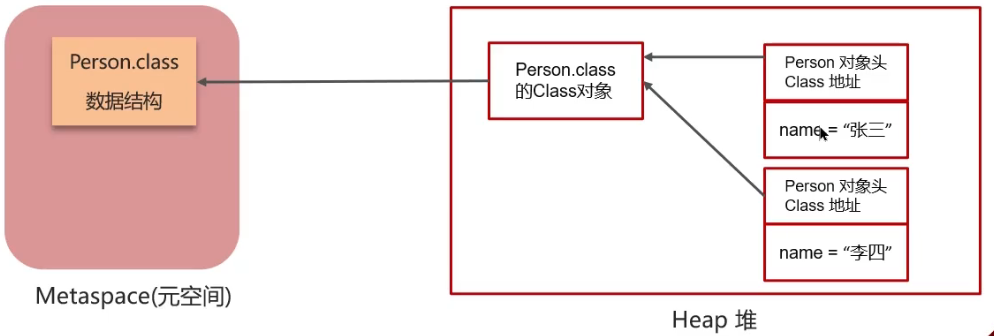 Person.class
数据结构
Metaspace(元空间)
Person.class
的Class对象
Person 对象头
Class 地址
name = “张三”
Person 对象头
Class 地址
name = “李四”
Heap 堆